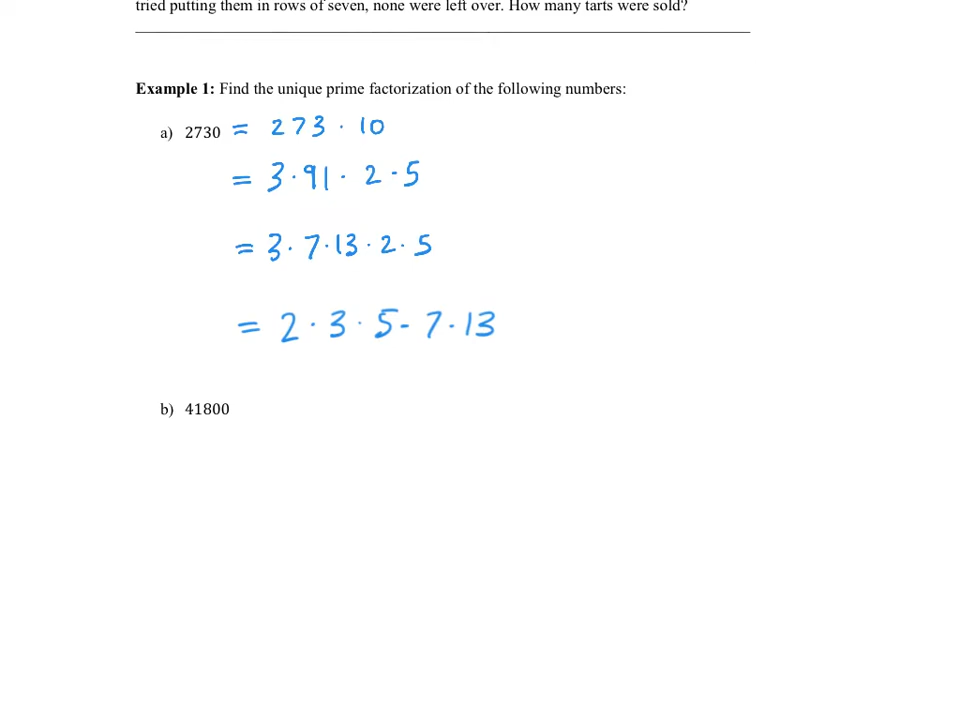 tried putting them in rows of seven, none were left over. How many tarts were sold?
Example 1: Find the unique prime factorization of the following numbers:
a) 2730 = 273 · 10
= 3 · 91 · 2 · 5
= 3 · 7 · 13 · 2 · 5
= 2 · 3 · 5 - 7 · 13
b) 41800